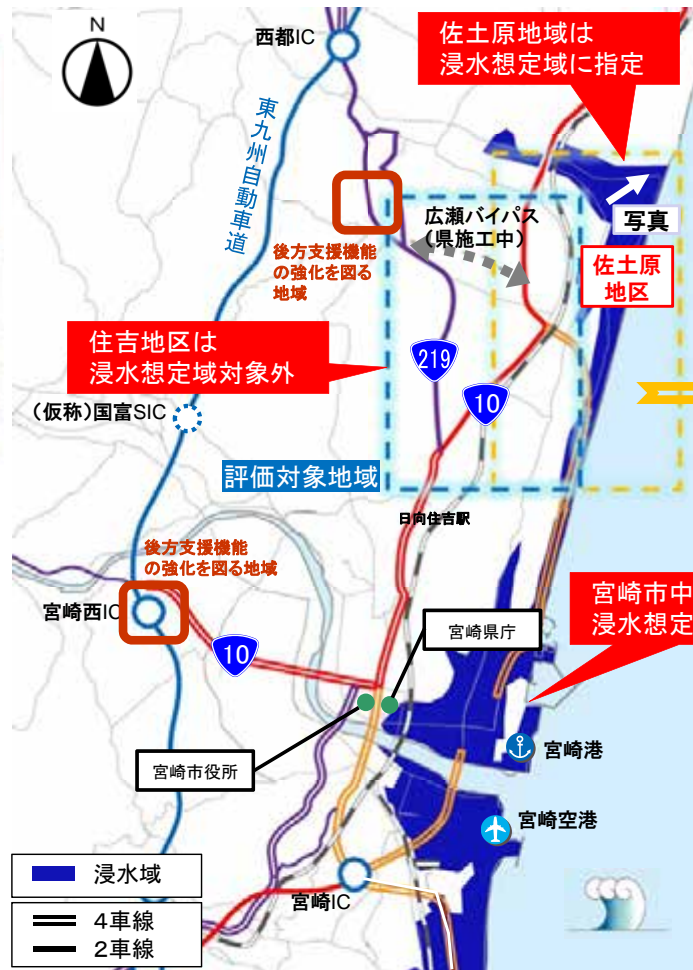 N
西都IC
佐土原地域は
浸水想定域に指定
東九州自動車道
写真
広瀬バイパス
(県施工中)
後方支援機能
の強化を図る
地域
佐土原
地区
住吉地区は
浸水想定域対象外
219
10
(仮称)国富SIC
評価対象地域
日向住吉駅
後方支援機能
の強化を図る地域
宮崎市中
浸水想定
宮崎西IC
宮崎県庁
10
宮崎市役所
宮崎港
宮崎空港
浸水域
宮崎IC
4車線
2車線